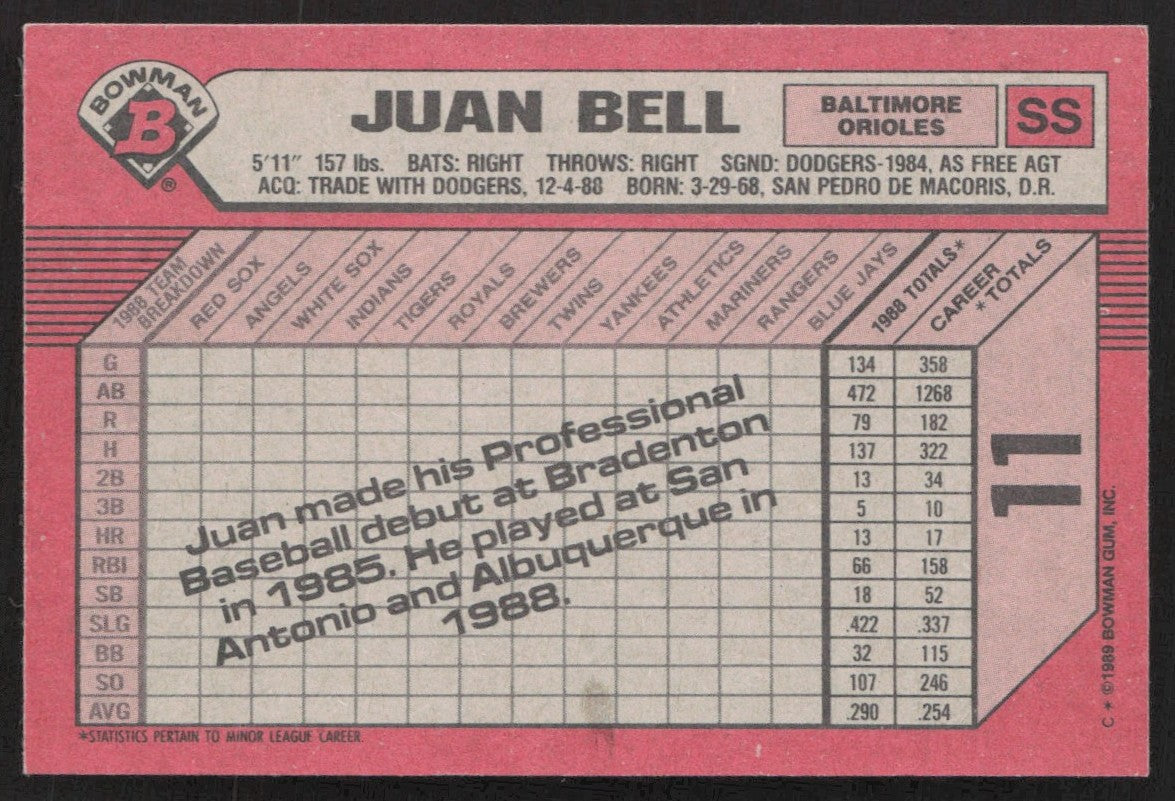 BOWMAN
B
®
JUAN BELL
BALTIMORE
ORIOLES
SS
5'11" 157 lbs. BATS: RIGHT THROWS: RIGHT SGND: DODGERS-1984, AS FREE AGT
ACQ: TRADE WITH DODGERS, 12-4-88 BORN: 3-29-68, SAN PEDRO DE MACORIS, D.R.
1988 TEAM
BREAKDOWN
RED SOX
ANGELS
WHITE SOX
INDIANS
TIGERS
ROYALS
BREWERS
TWINS
YANKEES
ATHLETICS
MARINERS
RANGERS
BLUE JAYS
1988 TOTALS*
CAREER
* TOTALS
G 134 358
AB 472 1268
R 79 182
H 137 322
2B 13 34
3B 5 10
HR 13 17
RBI 66 158
SB 18 52
SLG .422 .337
BB 32 115
SO 107 246
AVG .290 .254
Juan made his Professional
Baseball debut at Bradenton
in 1985. He played at San
Antonio and Albuquerque in
1988.
11
*STATISTICS PERTAIN TO MINOR LEAGUE CAREER.
C * ©1989 BOWMAN GUM, INC.